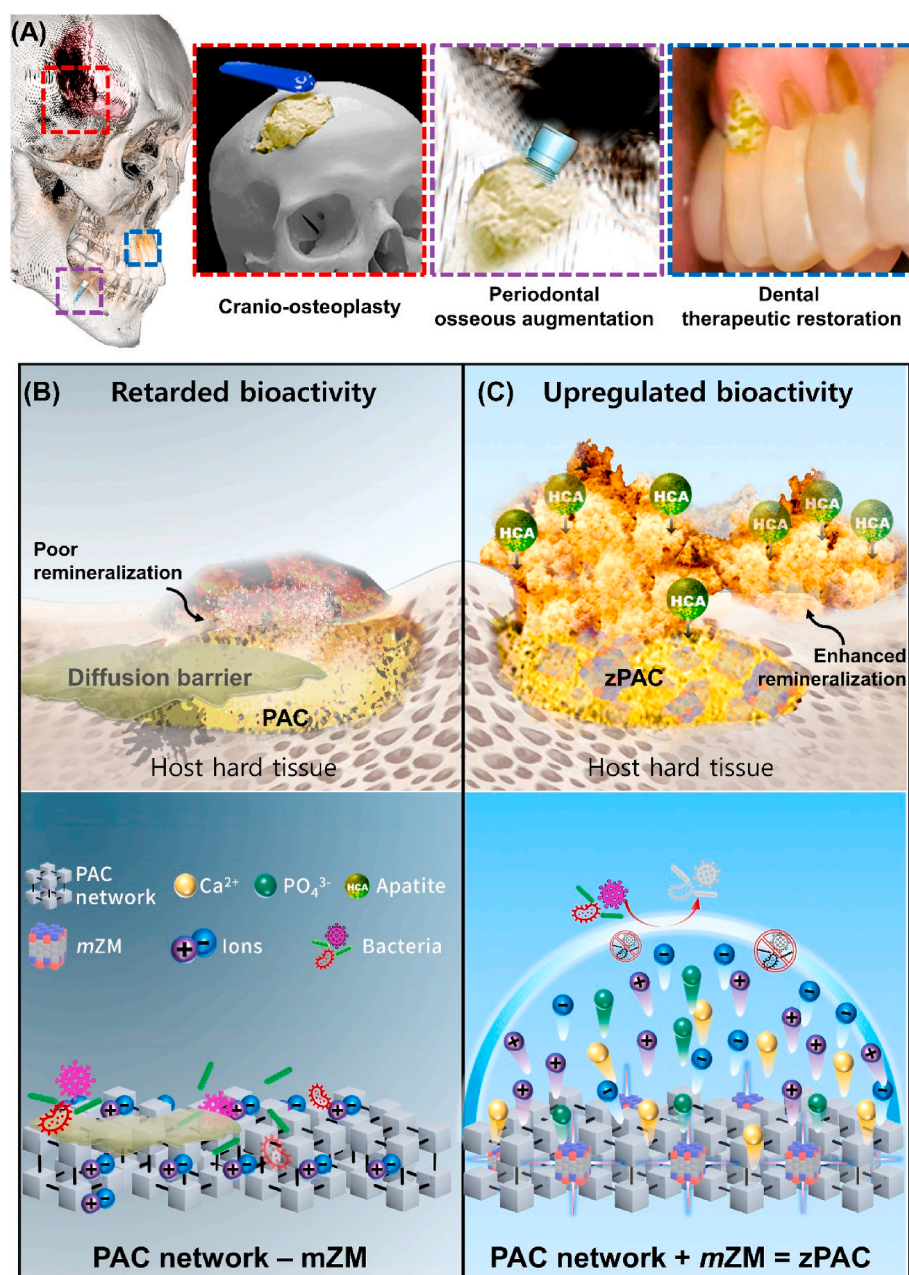 (A)
Cranio-osteoplasty
Periodontal
osseous augmentation
Dental
therapeutic restoration
(B) Retarded bioactivity
Poor
remineralization
Diffusion barrier
PAC
Host hard tissue
(C) Upregulated bioactivity
HCA
HCA
HCA
HCA
HCA
HCA
HCA
zPAC
Enhanced
remineralization
Host hard tissue
PAC
network
Ca²⁺
PO₄³⁻
HCA Apatite
mZM
+ - Ions
Bacteria
PAC network – mZM
PAC network + mZM = zPAC